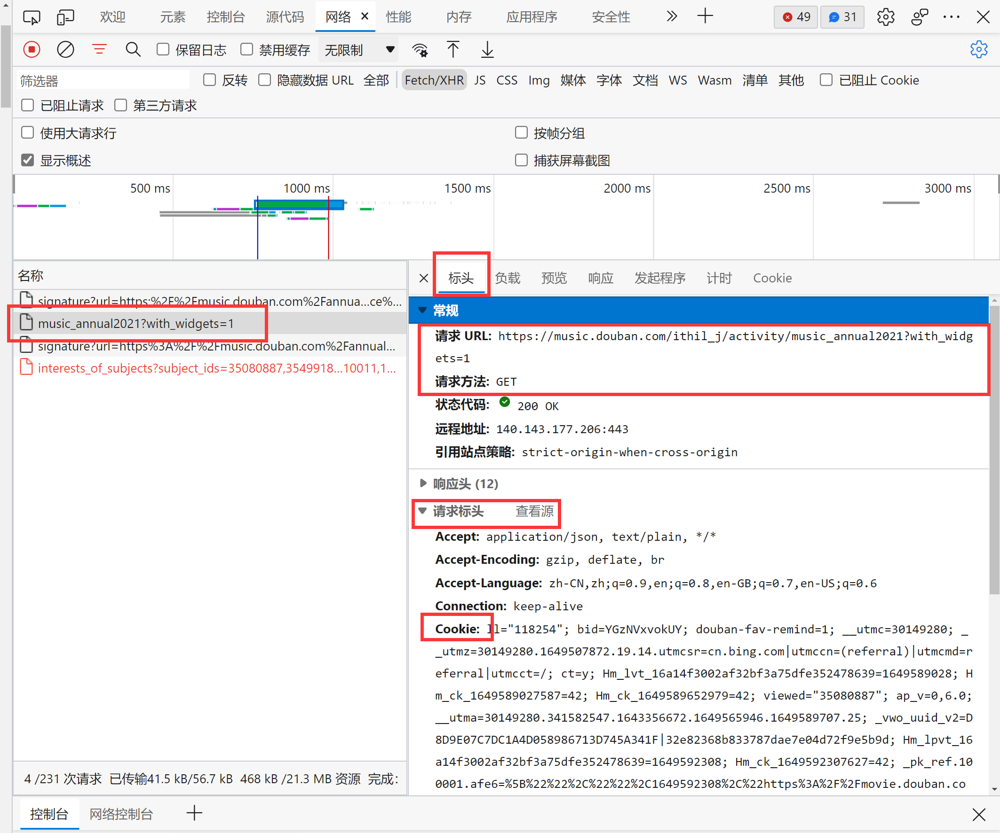 欢迎 元素 控制台 源代码 网络 性能 内存 应用程序 安全性 49 31
保留日志 禁用缓存 无限制
筛选器 反转 隐藏数据 URL 全部 Fetch/XHR JS CSS Img 媒体 字体 文档 WS Wasm 清单 其他 已阻止 Cookie
已阻止请求 第三方请求
使用大请求行 按帧分组
显示概述 捕获屏幕截图
500 ms 1000 ms 1500 ms 2000 ms 2500 ms 3000 ms
名称
signature?url=https:%2F%2Fmusic.douban.com%2Fannua...ce%...
music_annual2021?with_widgets=1
signature?url=https%3A%2F%2Fmusic.douban.com%2Fannual...
interests_of_subjects?subject_ids=35080887,3549918...10011,1...
4 /231 次请求 已传输41.5 kB/56.7 kB 468 kB /21.3 MB 资源 完成:
标头 负载 预览 响应 发起程序 计时 Cookie
常规
请求 URL: https://music.douban.com/ithil_j/activity/music_annual2021?with_widg
ets=1
请求方法: GET
状态代码: 200 OK
远程地址: 140.143.177.206:443
引用站点策略: strict-origin-when-cross-origin
响应头 (12)
请求标头 查看源
Accept: application/json, text/plain, */*
Accept-Encoding: gzip, deflate, br
Accept-Language: zh-CN,zh;q=0.9,en;q=0.8,en-GB;q=0.7,en-US;q=0.6
Connection: keep-alive
Cookie: ll="118254"; bid=YGzNVxvokUY; douban-fav-remind=1; __utmc=30149280; _
_utmz=30149280.1649507872.19.14.utmcsr=cn.bing.com|utmccn=(referral)|utmcmd=r
eferral|utmcct=/; ct=y; Hm_lvt_16a14f3002af32bf3a75dfe352478639=1649589028; H
m_ck_1649589027587=42; Hm_ck_1649589652979=42; viewed="35080887"; ap_v=0,6.0;
__utma=30149280.341582547.1643356672.1649565946.1649589707.25; _vwo_uuid_v2=D
8D9E07C7DC1A4D058986713D745A341F|32e82368b833787dae7e04d72f9e5b9d; Hm_lpvt_16
a14f3002af32bf3a75dfe352478639=1649592308; Hm_ck_1649592307627=42; _pk_ref.10
0001.afe6=%5B%22%22%2C%22%22%2C1649592308%2C%22https%3A%2F%2Fmovie.douban.co
控制台 网络控制台